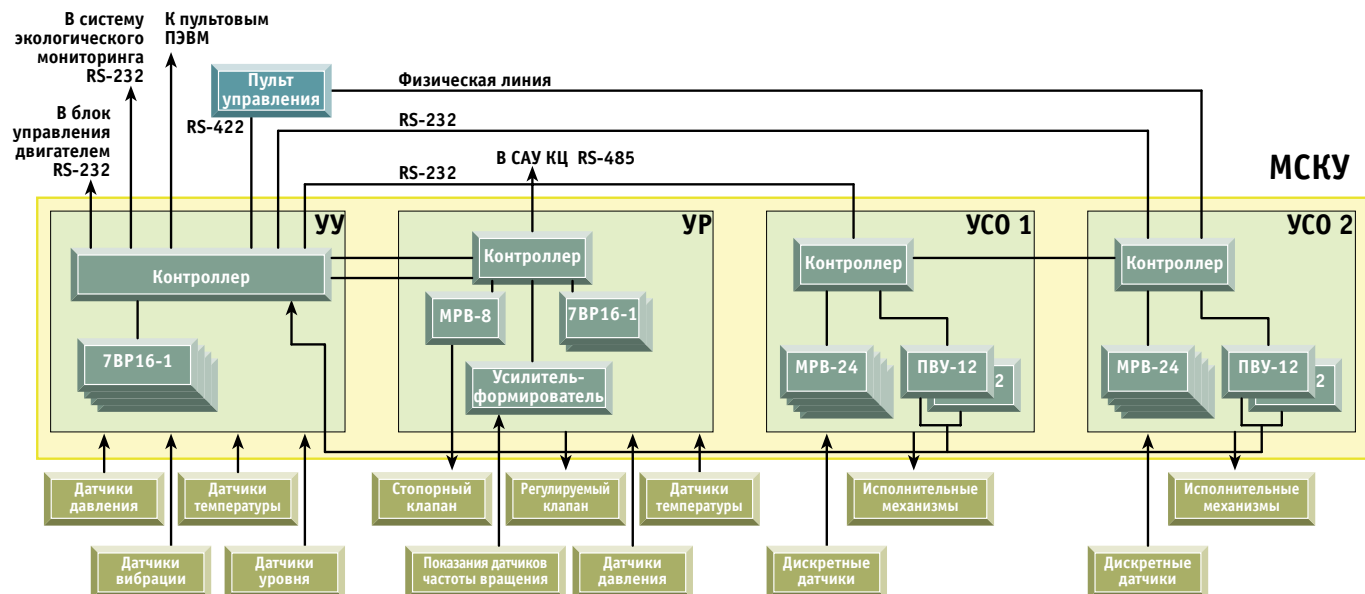 В систему
экологического
мониторинга
RS-232
К пультовым
ПЭВМ
Пульт
управления
Физическая линия
В блок
управления
двигателем
RS-232
RS-422
RS-232
В САУ КЦ RS-485
RS-232
МСКУ
УУ
УР
УСО 1
УСО 2
Контроллер
Контроллер
Контроллер
Контроллер
7ВР16-1
МРВ-8
7ВР16-1
Усилитель-
формирователь
МРВ-24
ПВУ-12
2
МРВ-24
ПВУ-12
2
Датчики
давления
Датчики
температуры
Стопорный
клапан
Регулируемый
клапан
Датчики
температуры
Исполнительные
механизмы
Исполнительные
механизмы
Датчики
вибрации
Датчики
уровня
Показания датчиков
частоты вращения
Датчики
давления
Дискретные
датчики
Дискретные
датчики